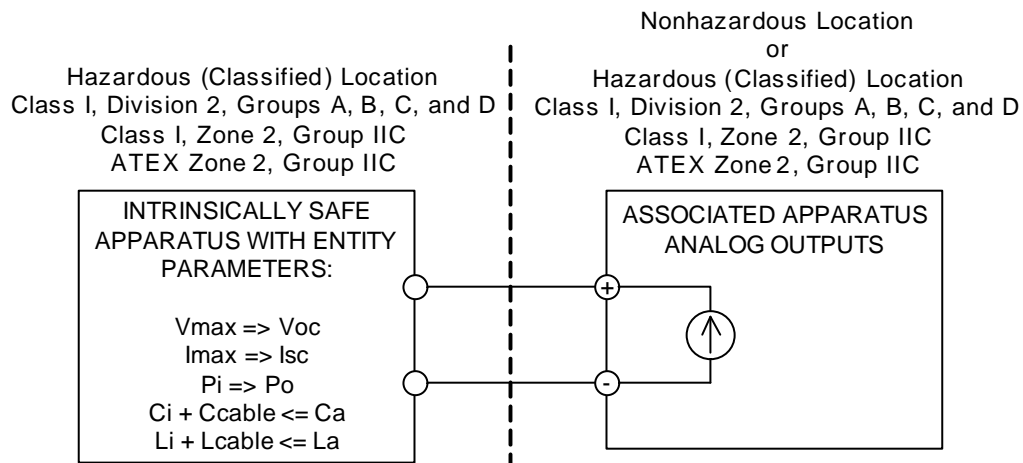 Hazardous (Classified) Location
Class I, Division 2, Groups A, B, C, and D
Class I, Zone 2, Group IIC
ATEX Zone 2, Group IIC
INTRINSICALLY SAFE
APPARATUS WITH ENTITY
PARAMETERS:
Vmax => Voc
Imax => Isc
Pi => Po
Ci + Ccable <= Ca
Li + Lcable <= La
Nonhazardous Location
or
Hazardous (Classified) Location
Class I, Division 2, Groups A, B, C, and D
Class I, Zone 2, Group IIC
ATEX Zone 2, Group IIC
ASSOCIATED APPARATUS
ANALOG OUTPUTS
+
-